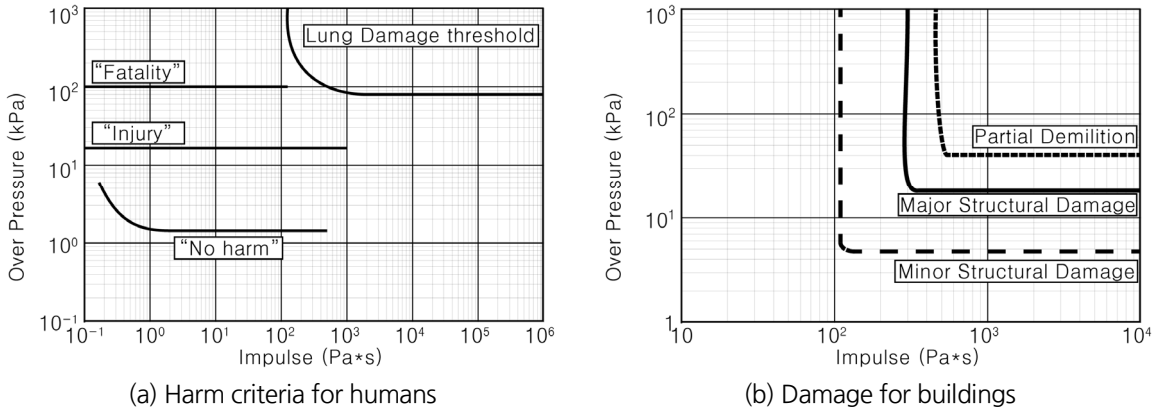 10³
10²
10¹
10⁰
10⁻¹
Over Pressure (kPa)
Lung Damage threshold
“Fatality”
“Injury”
“No harm”
10⁻¹ 10⁰ 10¹ 10² 10³ 10⁴ 10⁵ 10⁶
Impulse (Pa*s)
(a) Harm criteria for humans
10³
10²
10¹
1
Over Pressure (kPa)
Partial Demilition
Major Structural Damage
Minor Structural Damage
10 10² 10³ 10⁴
Impulse (Pa*s)
(b) Damage for buildings